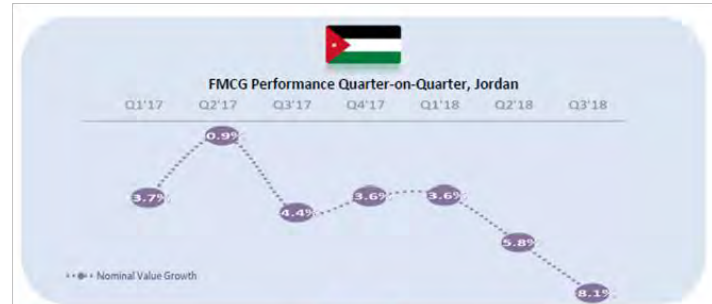 FMCG Performance Quarter-on-Quarter, Jordan
Q1'17 Q2'17 Q3'17 Q4'17 Q1'18 Q2'18 Q3'18
0.9%
3.7% 4.4% 3.6% 3.6%
5.8%
8.1%
Nominal Value Growth